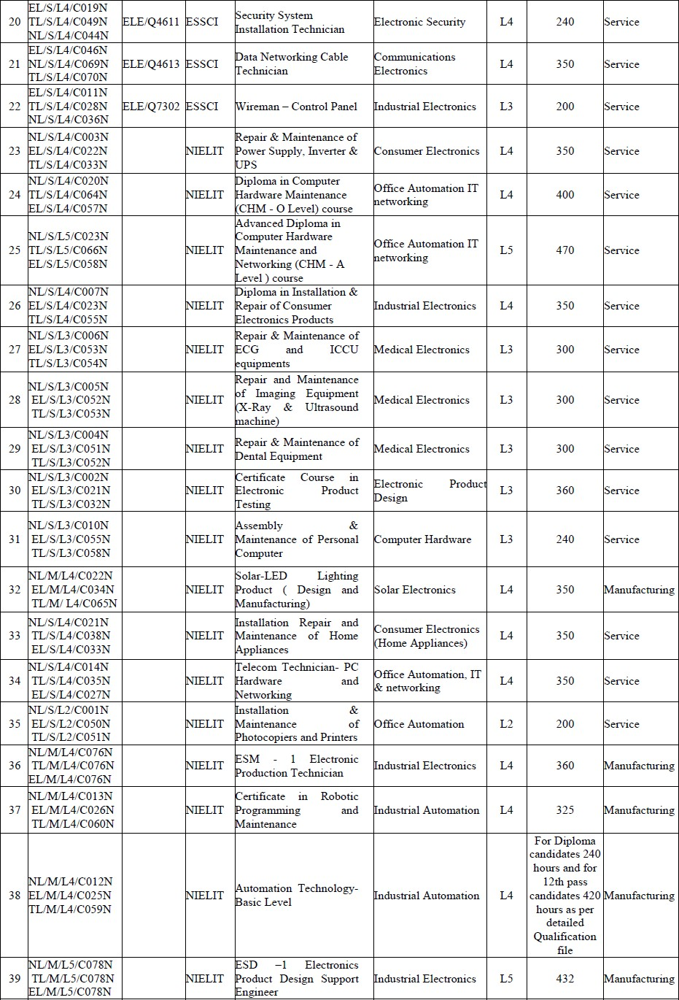 20
EL/S/L4/C019N
TL/S/L4/C049N
NL/S/L4/C044N
ELE/Q4611
ESSCI
Security System
Installation Technician
Electronic Security
L4
240
Service
21
EL/S/L4/C046N
NL/S/L4/C069N
TL/S/L4/C070N
ELE/Q4613
ESSCI
Data Networking Cable
Technician
Communications
Electronics
L4
350
Service
22
EL/S/L4/C011N
TL/S/L4/C028N
NL/S/L4/C036N
ELE/Q7302
ESSCI
Wireman – Control Panel
Industrial Electronics
L3
200
Service
23
NL/S/L4/C003N
EL/S/L4/C022N
TL/S/L4/C033N
NIELIT
Repair & Maintenance of
Power Supply, Inverter &
UPS
Consumer Electronics
L4
350
Service
24
NL/S/L4/C020N
TL/S/L4/C064N
EL/S/L4/C057N
NIELIT
Diploma in Computer
Hardware Maintenance
(CHM - O Level) course
Office Automation IT
networking
L4
400
Service
25
NL/S/L5/C023N
TL/S/L5/C066N
EL/S/L5/C058N
NIELIT
Advanced Diploma in
Computer Hardware
Maintenance and
Networking (CHM - A
Level ) course
Office Automation IT
networking
L5
470
Service
26
NL/S/L4/C007N
EL/S/L4/C023N
TL/S/L4/C055N
NIELIT
Diploma in Installation &
Repair of Consumer
Electronics Products
Industrial Electronics
L4
350
Service
27
NL/S/L3/C006N
EL/S/L3/C053N
TL/S/L3/C054N
NIELIT
Repair & Maintenance of
ECG and ICCU
equipments
Medical Electronics
L3
300
Service
28
NL/S/L3/C005N
EL/S/L3/C052N
TL/S/L3/C053N
NIELIT
Repair and Maintenance
of Imaging Equipment
(X-Ray & Ultrasound
machine)
Medical Electronics
L3
300
Service
29
NL/S/L3/C004N
EL/S/L3/C051N
TL/S/L3/C052N
NIELIT
Repair & Maintenance of
Dental Equipment
Medical Electronics
L3
300
Service
30
NL/S/L3/C002N
EL/S/L3/C021N
TL/S/L3/C032N
NIELIT
Certificate Course in
Electronic Product
Testing
Electronic Product
Design
L3
360
Service
31
NL/S/L3/C010N
EL/S/L3/C055N
TL/S/L3/C058N
NIELIT
Assembly &
Maintenance of Personal
Computer
Computer Hardware
L3
240
Service
32
NL/M/L4/C022N
EL/M/L4/C034N
TL/M/ L4/C065N
NIELIT
Solar-LED Lighting
Product ( Design and
Manufacturing)
Solar Electronics
L4
350
Manufacturing
33
NL/S/L4/C021N
TL/S/L4/C038N
EL/S/L4/C033N
NIELIT
Installation Repair and
Maintenance of Home
Appliances
Consumer Electronics
(Home Appliances)
L4
350
Service
34
NL/S/L4/C014N
TL/S/L4/C035N
EL/S/L4/C027N
NIELIT
Telecom Technician- PC
Hardware and
Networking
Office Automation, IT
& networking
L4
350
Service
35
NL/S/L2/C001N
EL/S/L2/C050N
TL/S/L2/C051N
NIELIT
Installation &
Maintenance of
Photocopiers and Printers
Office Automation
L2
200
Service
36
NL/M/L4/C076N
TL/M/L4/C076N
EL/M/L4/C076N
NIELIT
ESM - 1 Electronic
Production Technician
Industrial Electronics
L4
360
Manufacturing
37
NL/M/L4/C013N
EL/M/L4/C026N
TL/M/L4/C060N
NIELIT
Certificate in Robotic
Programming and
Maintenance
Industrial Automation
L4
325
Manufacturing
38
NL/M/L4/C012N
EL/M/L4/C025N
TL/M/L4/C059N
NIELIT
Automation Technology-
Basic Level
Industrial Automation
L4
For Diploma
candidates 240
hours and for
12th pass
candidates 420
hours as per
detailed
Qualification
file
Manufacturing
39
NL/M/L5/C078N
TL/M/L5/C078N
EL/M/L5/C078N
NIELIT
ESD –1 Electronics
Product Design Support
Engineer
Industrial Electronics
L5
432
Manufacturing